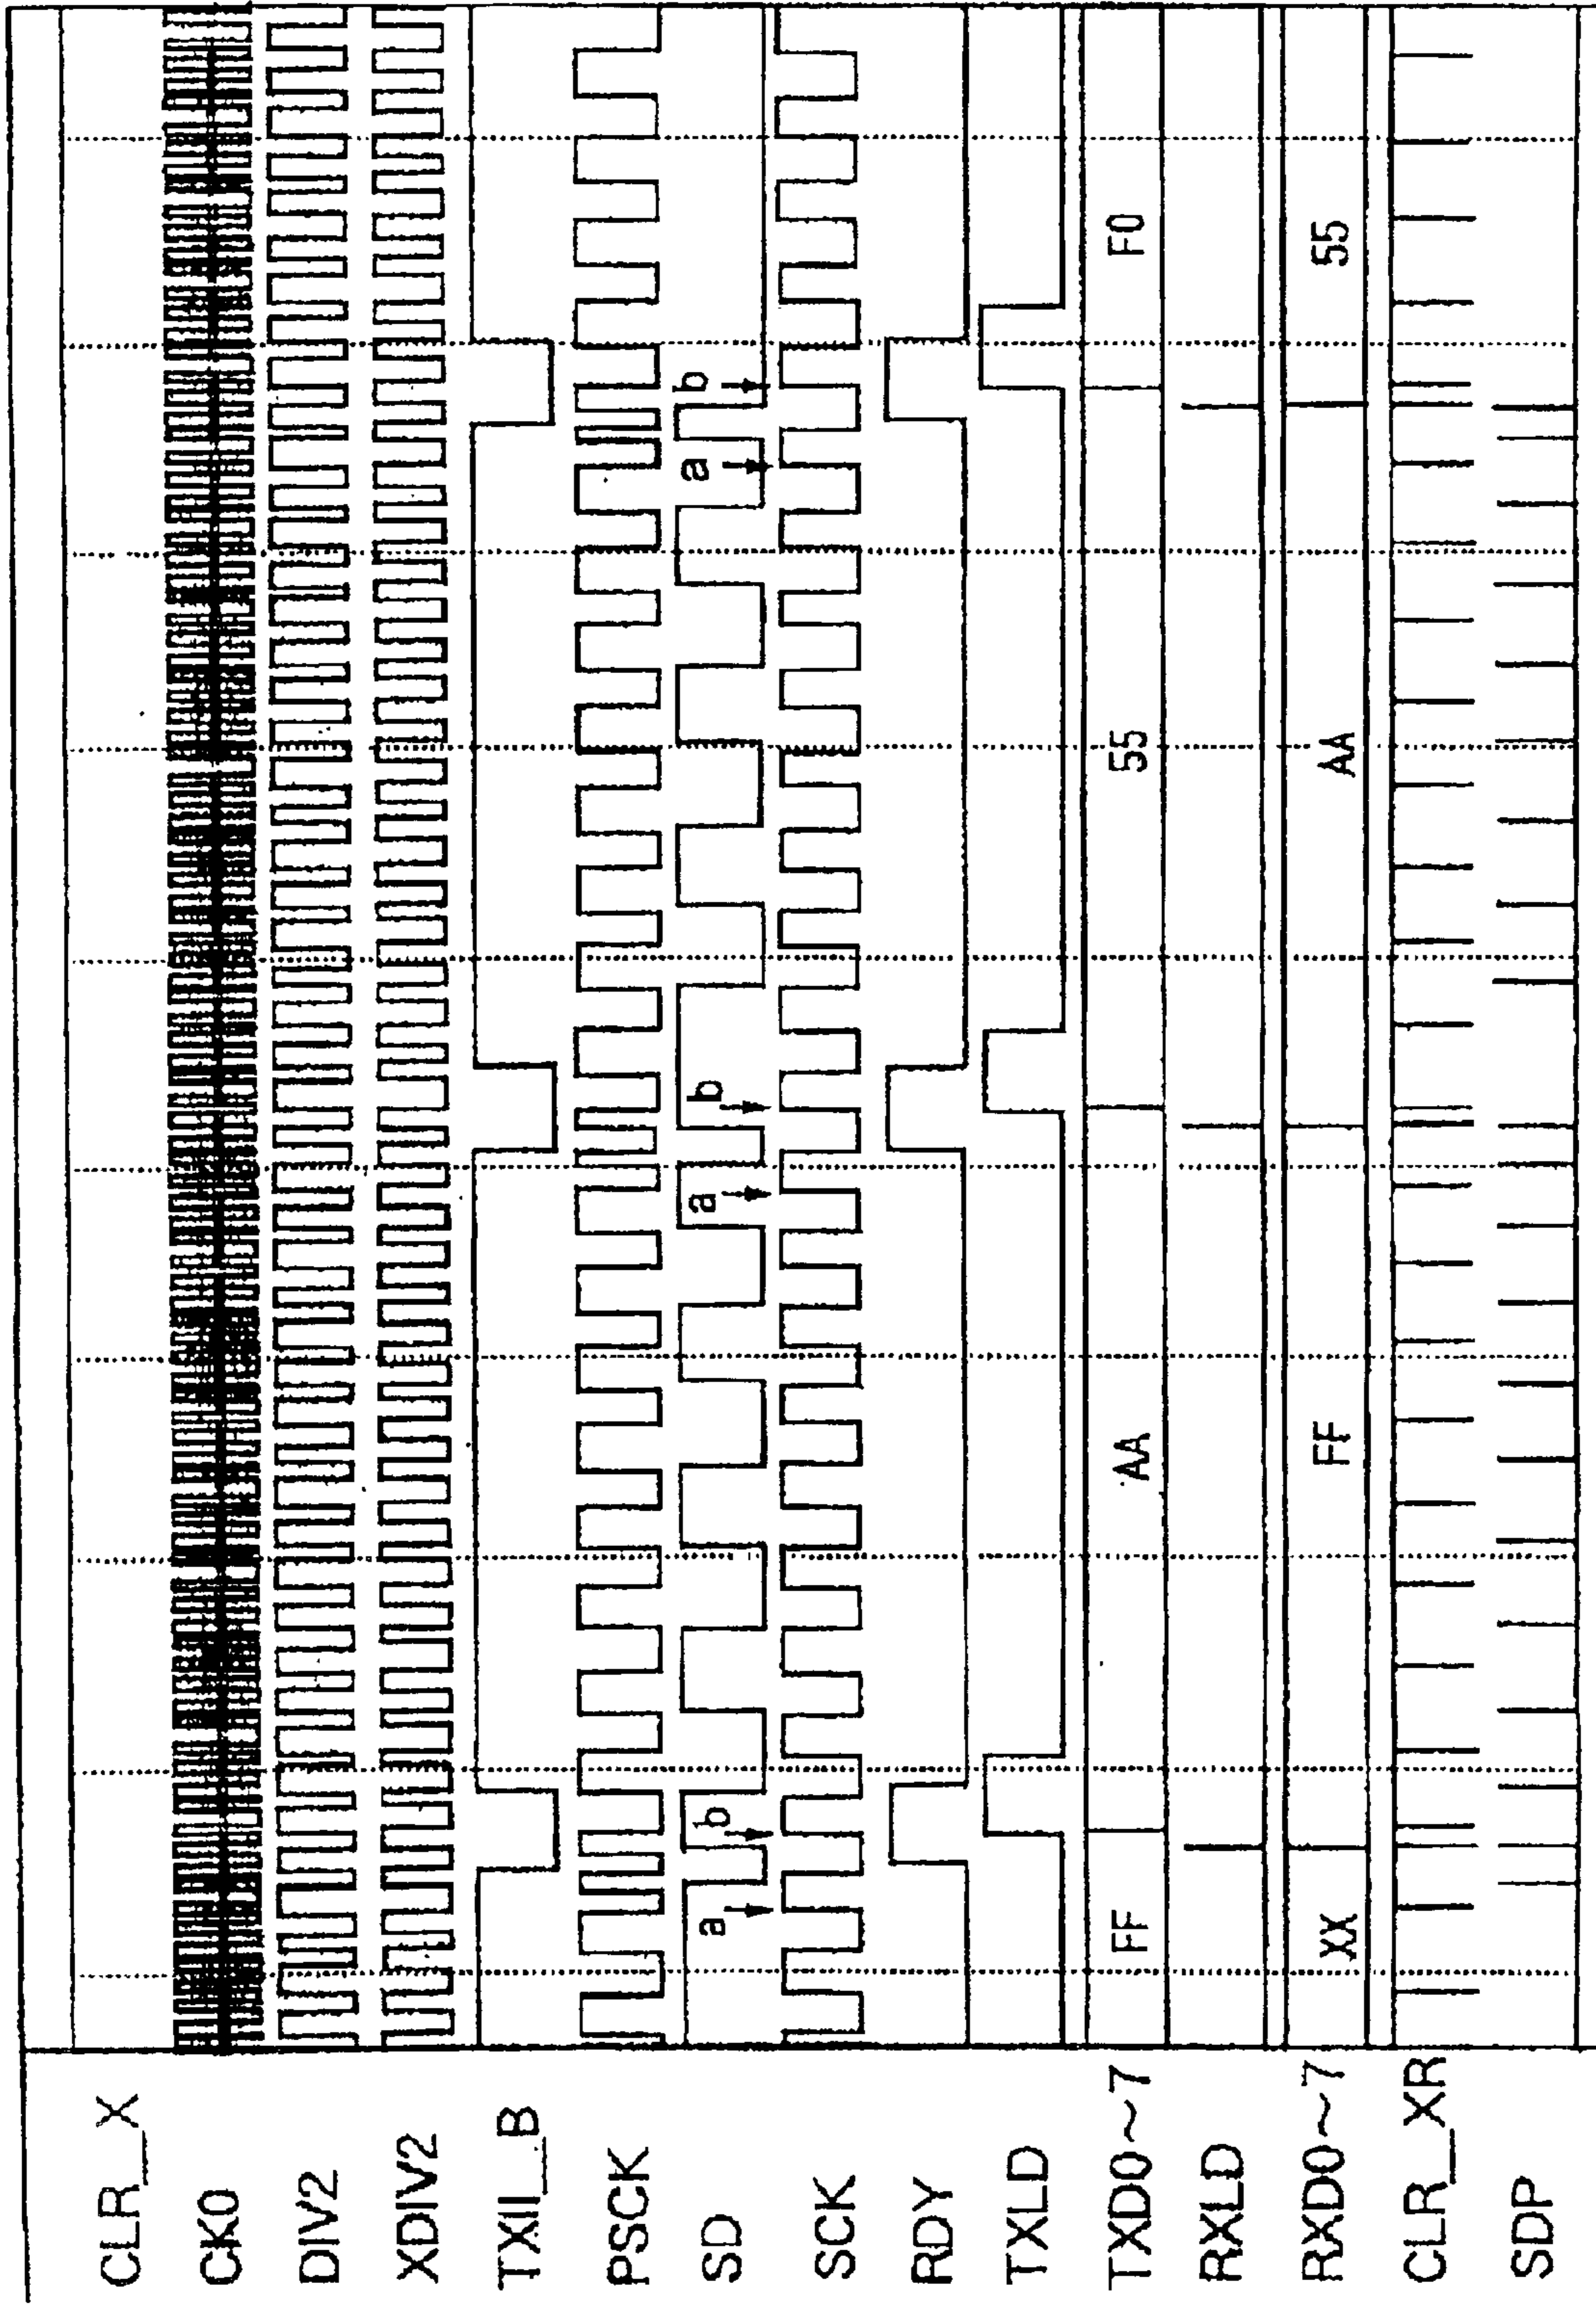 CLR_X
CK0
DIV2
XDIV2
TXII_B
PSCK
SD
a
b
a
b
a
b
SCK
RDY
TXLD
TXD0~7
FF
AA
55
F0
RXLD
RXD0~7
XX
FF
AA
55
CLR_XR
SDP